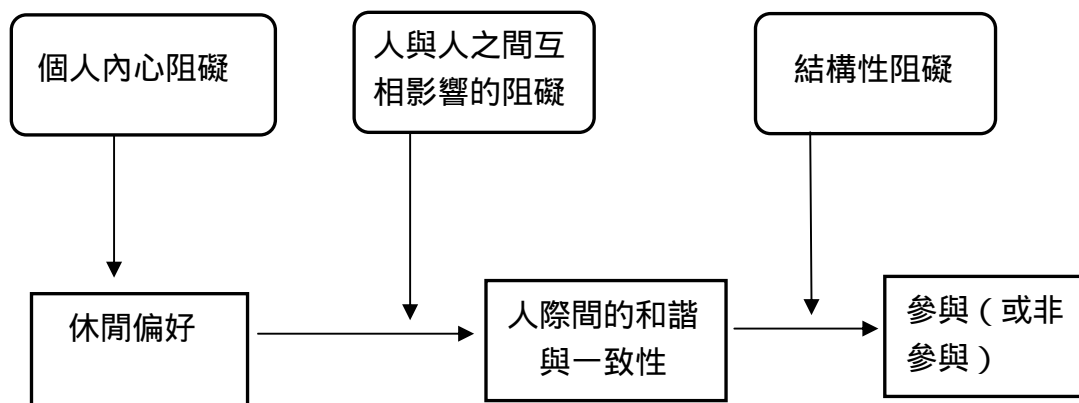 個人內心阻礙
人與人之間互
相影響的阻礙
結構性阻礙
休閒偏好
人際間的和諧
與一致性
參與（或非
參與）